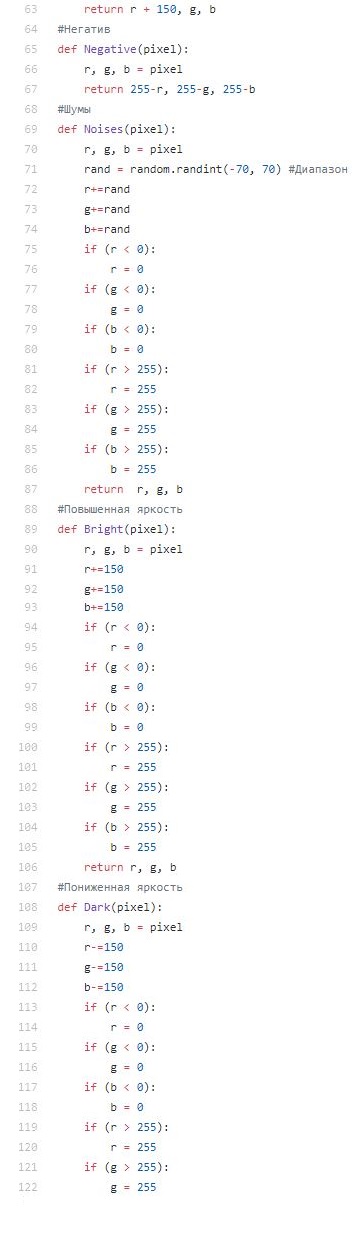 63 return r + 150, g, b
64 #Негатив
65 def Negative(pixel):
66 r, g, b = pixel
67 return 255-r, 255-g, 255-b
68 #Шумы
69 def Noises(pixel):
70 r, g, b = pixel
71 rand = random.randint(-70, 70) #Диапазон
72 r+=rand
73 g+=rand
74 b+=rand
75 if (r < 0):
76 r = 0
77 if (g < 0):
78 g = 0
79 if (b < 0):
80 b = 0
81 if (r > 255):
82 r = 255
83 if (g > 255):
84 g = 255
85 if (b > 255):
86 b = 255
87 return  r, g, b
88 #Повышенная яркость
89 def Bright(pixel):
90 r, g, b = pixel
91 r+=150
92 g+=150
93 b+=150
94 if (r < 0):
95 r = 0
96 if (g < 0):
97 g = 0
98 if (b < 0):
99 b = 0
100 if (r > 255):
101 r = 255
102 if (g > 255):
103 g = 255
104 if (b > 255):
105 b = 255
106 return r, g, b
107 #Пониженная яркость
108 def Dark(pixel):
109 r, g, b = pixel
110 r-=150
111 g-=150
112 b-=150
113 if (r < 0):
114 r = 0
115 if (g < 0):
116 g = 0
117 if (b < 0):
118 b = 0
119 if (r > 255):
120 r = 255
121 if (g > 255):
122 g = 255